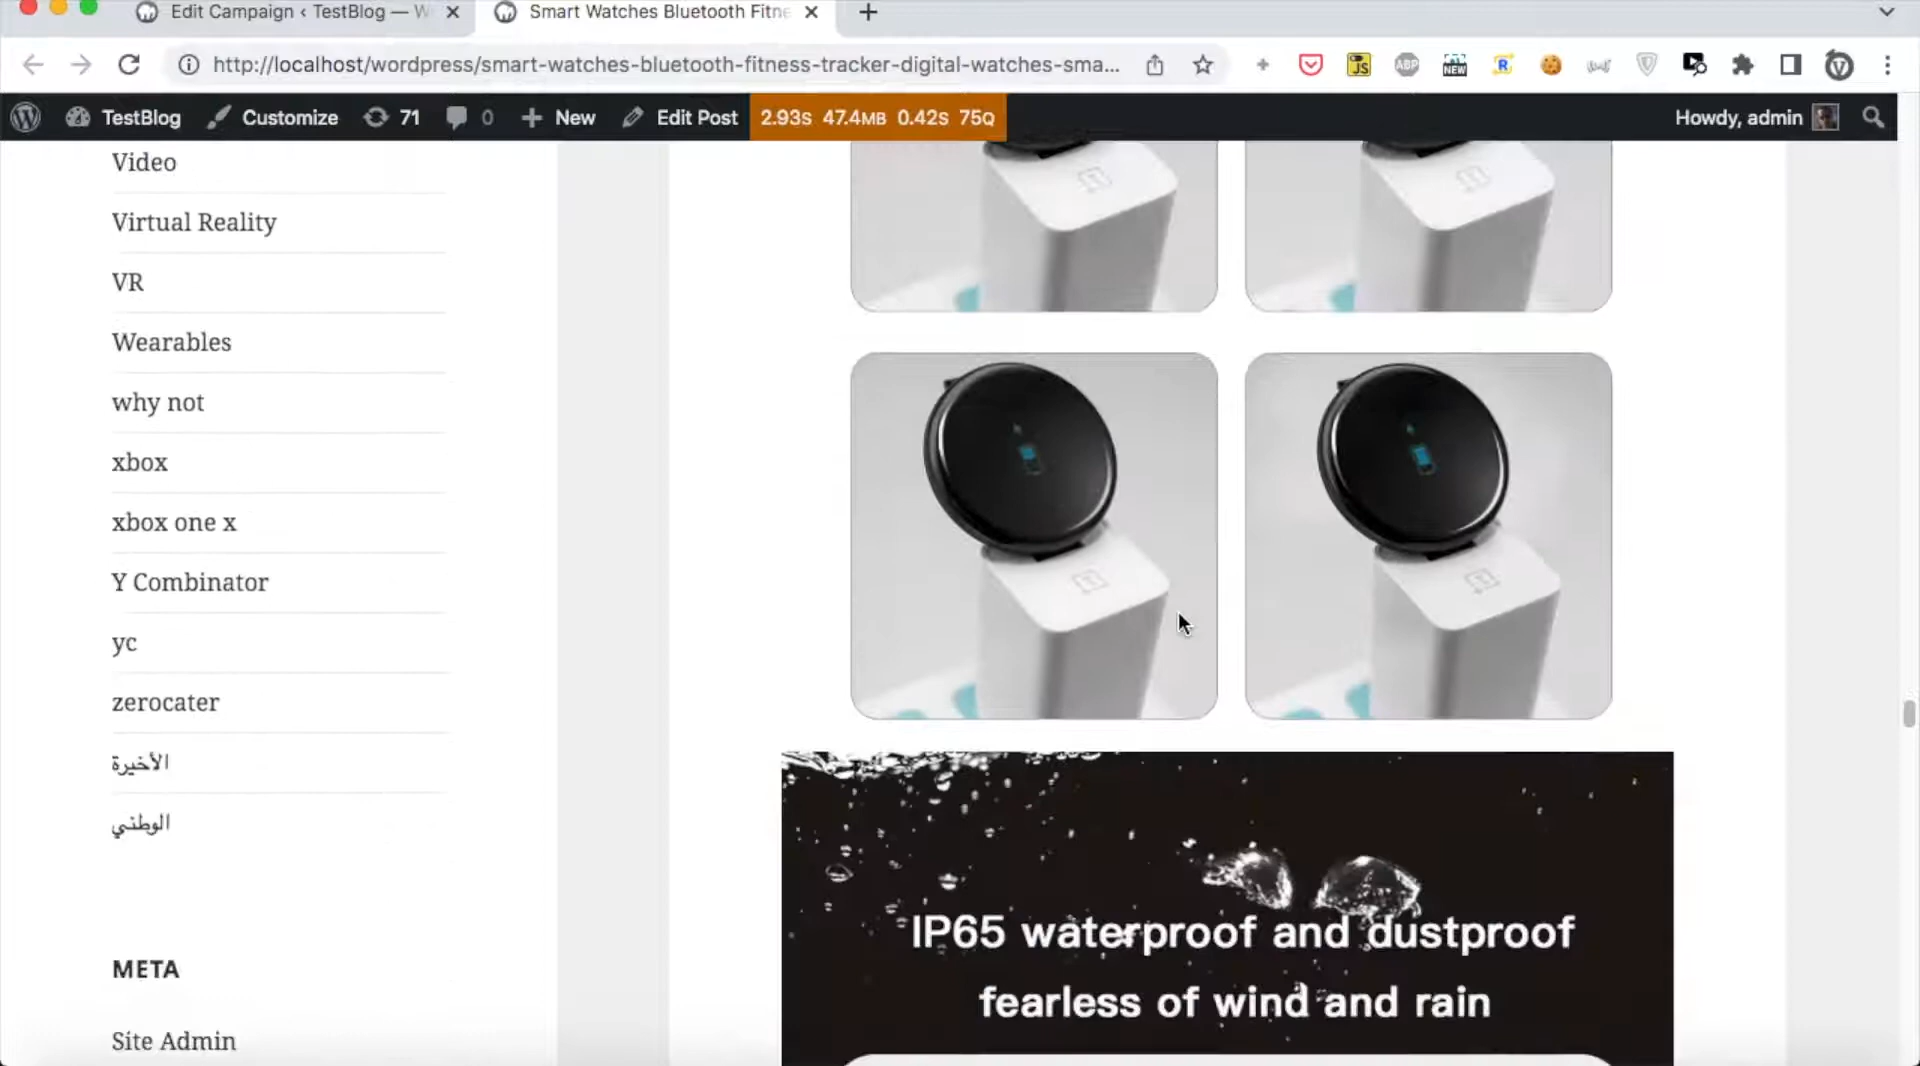 Edit Campaign ‹ TestBlog — W
Smart Watches Bluetooth Fitne
http://localhost/wordpress/smart-watches-bluetooth-fitness-tracker-digital-watches-sma...
JS
ABP
NEW
R
TestBlog
Customize
71
0
New
Edit Post
2.93S 47.4MB 0.42S 75Q
Howdy, admin
Video
Virtual Reality
VR
Wearables
why not
xbox
xbox one x
Y Combinator
yc
zerocater
الأخيرة
الوطني
META
Site Admin
IP65 waterproof and dustproof
fearless of wind and rain